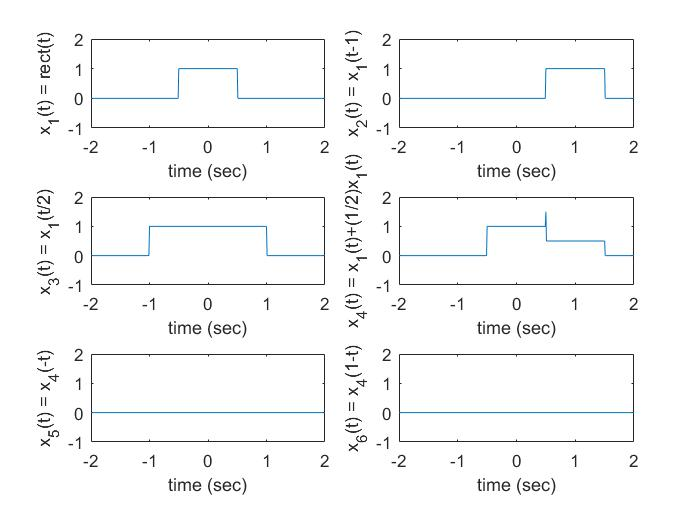 x1(t) = rect(t)
2
1
0
-1
-2 -1 0 1 2
time (sec)
x2(t) = x1(t-1)
2
1
0
-1
-2 -1 0 1 2
time (sec)
x3(t) = x1(t/2)
2
1
0
-1
-2 -1 0 1 2
time (sec)
x4(t) = x1(t)+(1/2)x1(t)
2
1
0
-1
-2 -1 0 1 2
time (sec)
x5(t) = x4(-t)
2
1
0
-1
-2 -1 0 1 2
time (sec)
x6(t) = x4(1-t)
2
1
0
-1
-2 -1 0 1 2
time (sec)